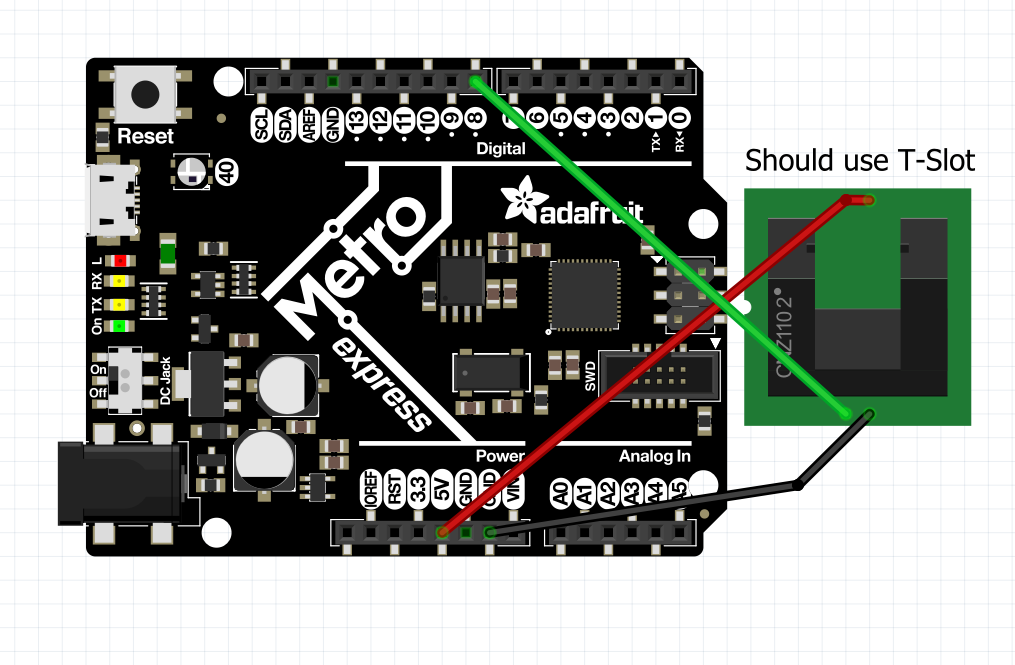 Reset
SCL SDA AREF GND 13 12 11 10 9 8 7 6 5 4 3 2 1 0
TX RX
Digital
40
Should use T-Slot
adafruit
Metro
express
L
RX
TX
On
CNZ1102
On
Off
DC Jack
SWD
Power
Analog In
IOREF RST 3.3 5V GND GND VIN A0 A1 A2 A3 A4 A5